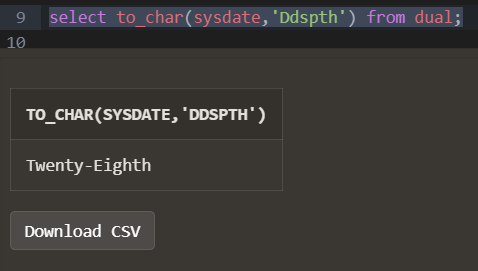 9 select to_char(sysdate,'Ddspth') from dual;
10
TO_CHAR(SYSDATE,'DDSPTH')
Twenty-Eighth
Download CSV